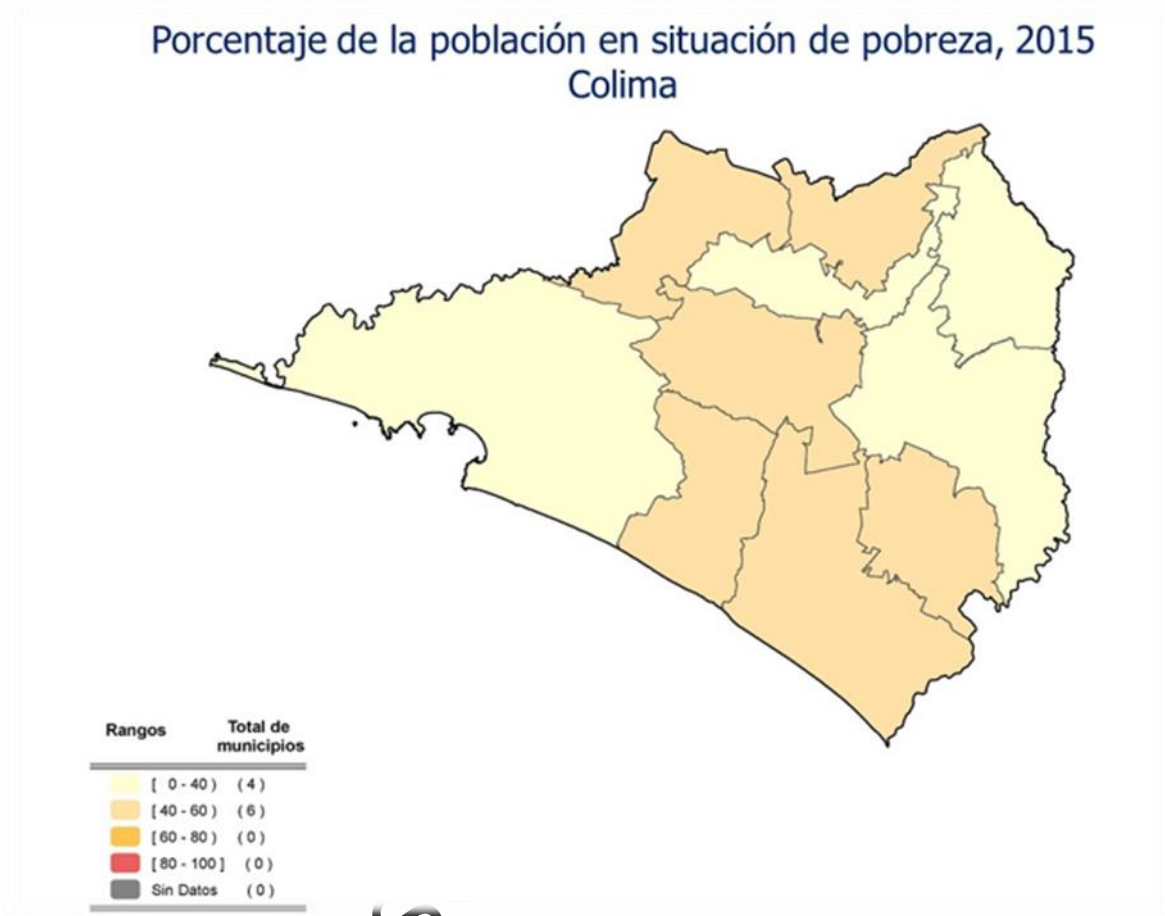 Porcentaje de la población en situación de pobreza, 2015
Colima
Rangos Total de municipios
[ 0 - 40 ) ( 4 )
[ 40 - 60 ) ( 6 )
[ 60 - 80 ) ( 0 )
[ 80 - 100 ] ( 0 )
Sin Datos ( 0 )